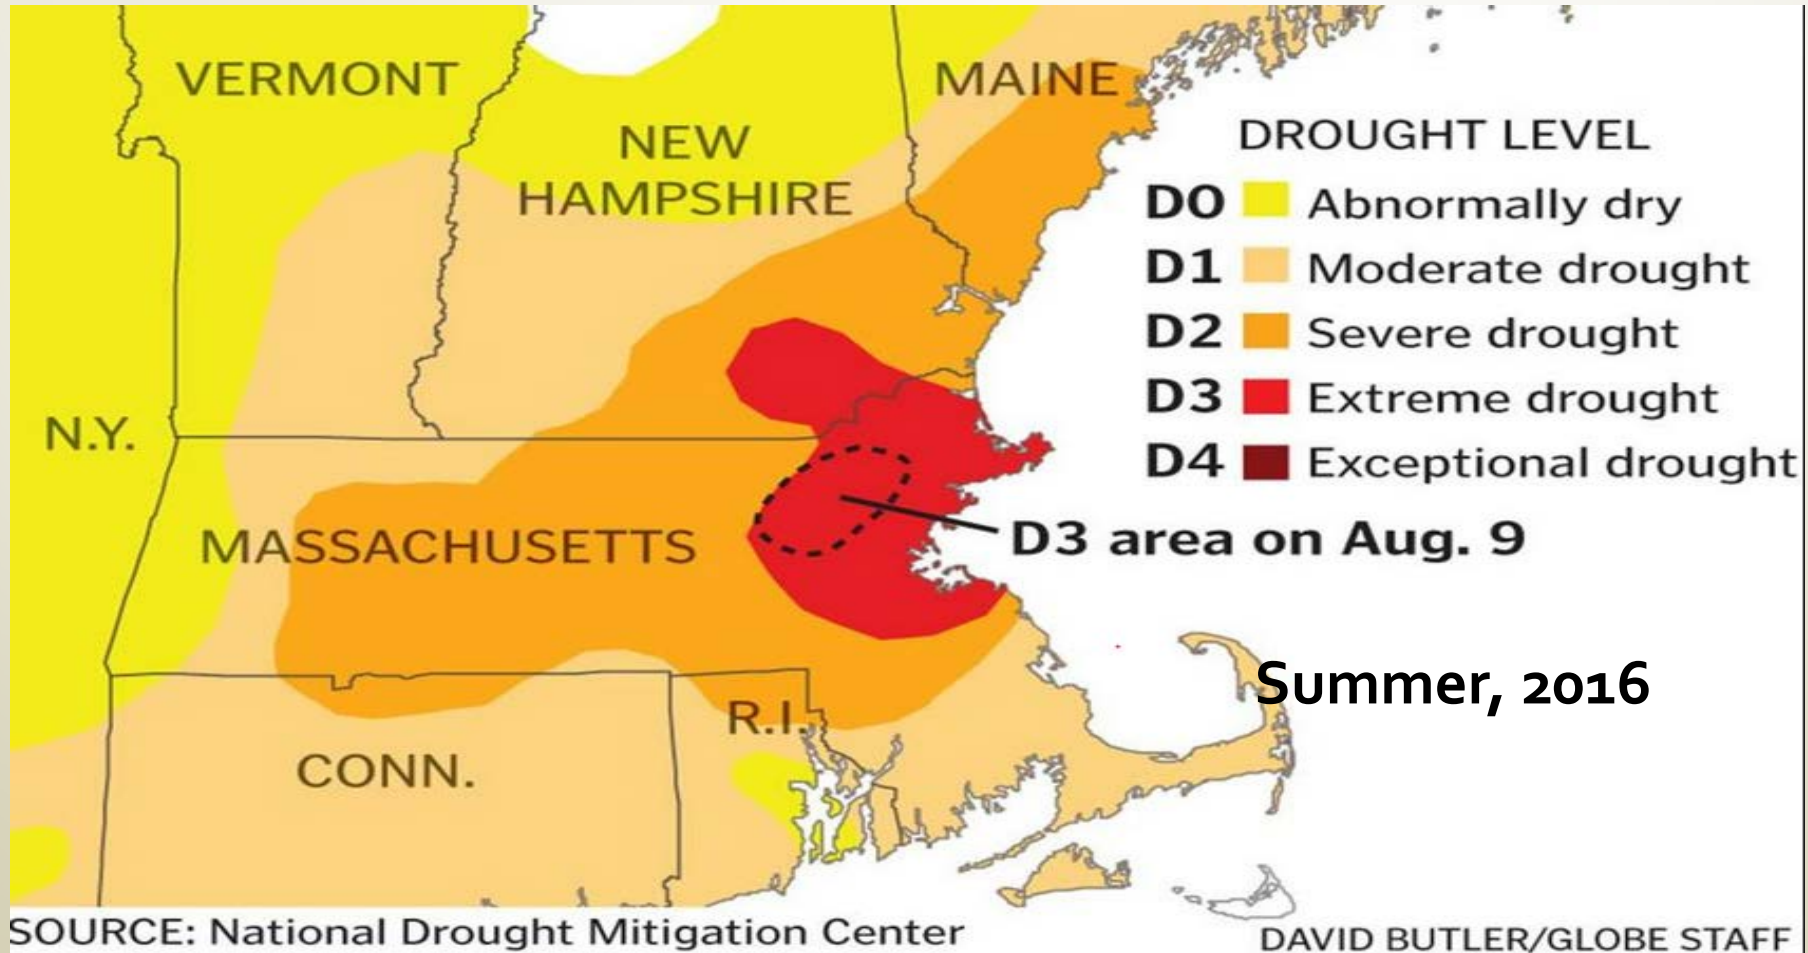 VERMONT
MAINE
NEW
HAMPSHIRE
DROUGHT LEVEL
D0 Abnormally dry
D1 Moderate drought
D2 Severe drought
D3 Extreme drought
D4 Exceptional drought
N.Y.
MASSACHUSETTS
D3 area on Aug. 9
Summer, 2016
R.I.
CONN.
SOURCE: National Drought Mitigation Center
DAVID BUTLER/GLOBE STAFF